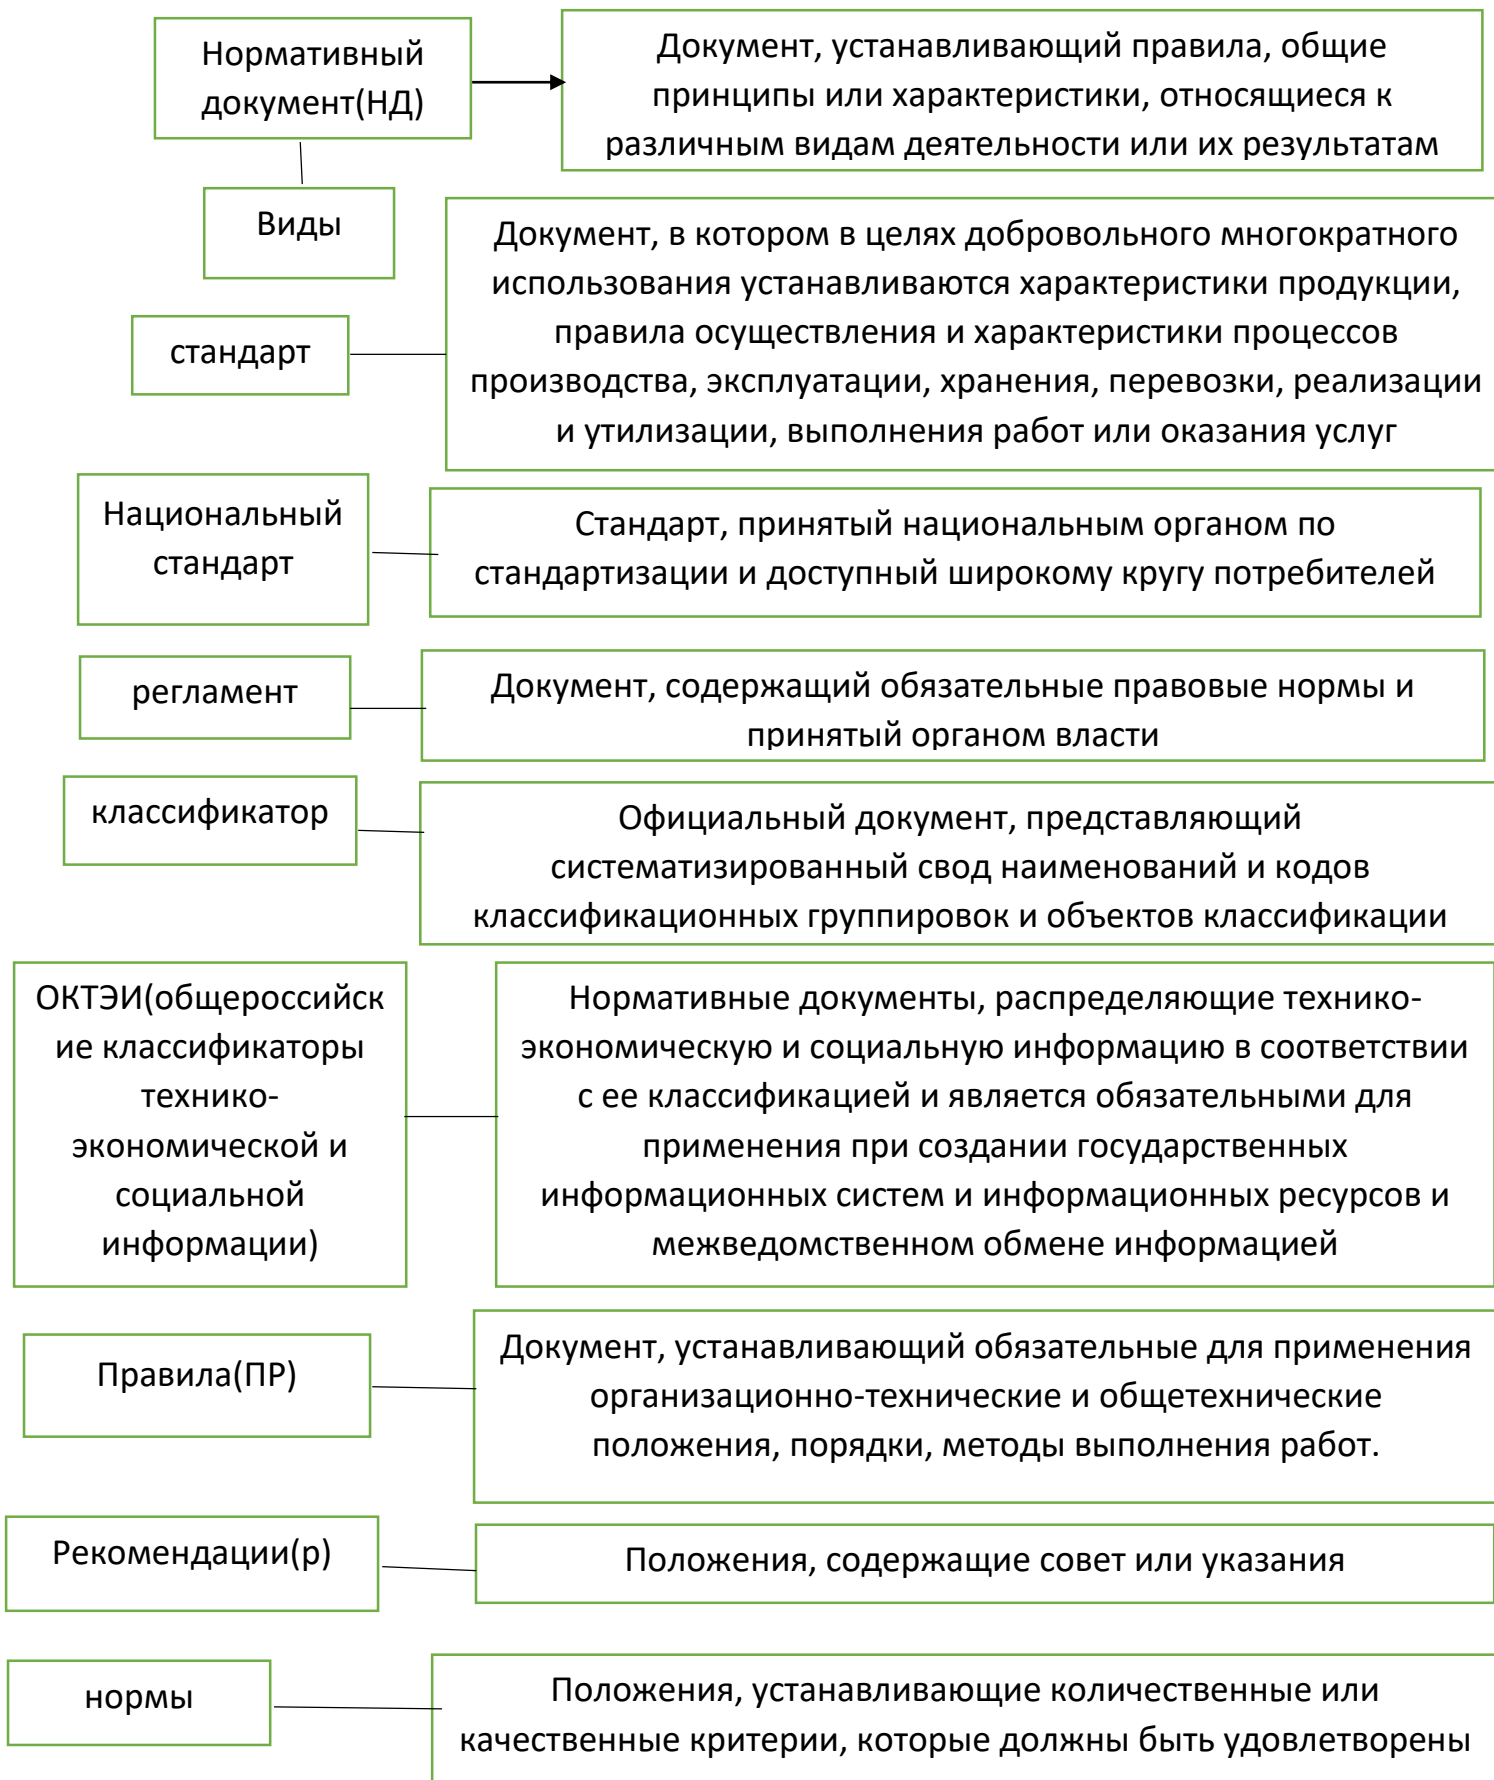 Нормативный
документ(НД)
Документ, устанавливающий правила, общие
принципы или характеристики, относящиеся к
различным видам деятельности или их результатам
Виды
стандарт
Документ, в котором в целях добровольного многократного
использования устанавливаются характеристики продукции,
правила осуществления и характеристики процессов
производства, эксплуатации, хранения, перевозки, реализации
и утилизации, выполнения работ или оказания услуг
Национальный
стандарт
Стандарт, принятый национальным органом по
стандартизации и доступный широкому кругу потребителей
регламент
Документ, содержащий обязательные правовые нормы и
принятый органом власти
классификатор
Официальный документ, представляющий
систематизированный свод наименований и кодов
классификационных группировок и объектов классификации
ОКТЭИ(общероссийск
ие классификаторы
технико-
экономической и
социальной
информации)
Нормативные документы, распределяющие технико-
экономическую и социальную информацию в соответствии
с ее классификацией и является обязательными для
применения при создании государственных
информационных систем и информационных ресурсов и
межведомственном обмене информацией
Правила(ПР)
Документ, устанавливающий обязательные для применения
организационно-технические и общетехнические
положения, порядки, методы выполнения работ.
Рекомендации(р)
Положения, содержащие совет или указания
нормы
Положения, устанавливающие количественные или
качественные критерии, которые должны быть удовлетворены